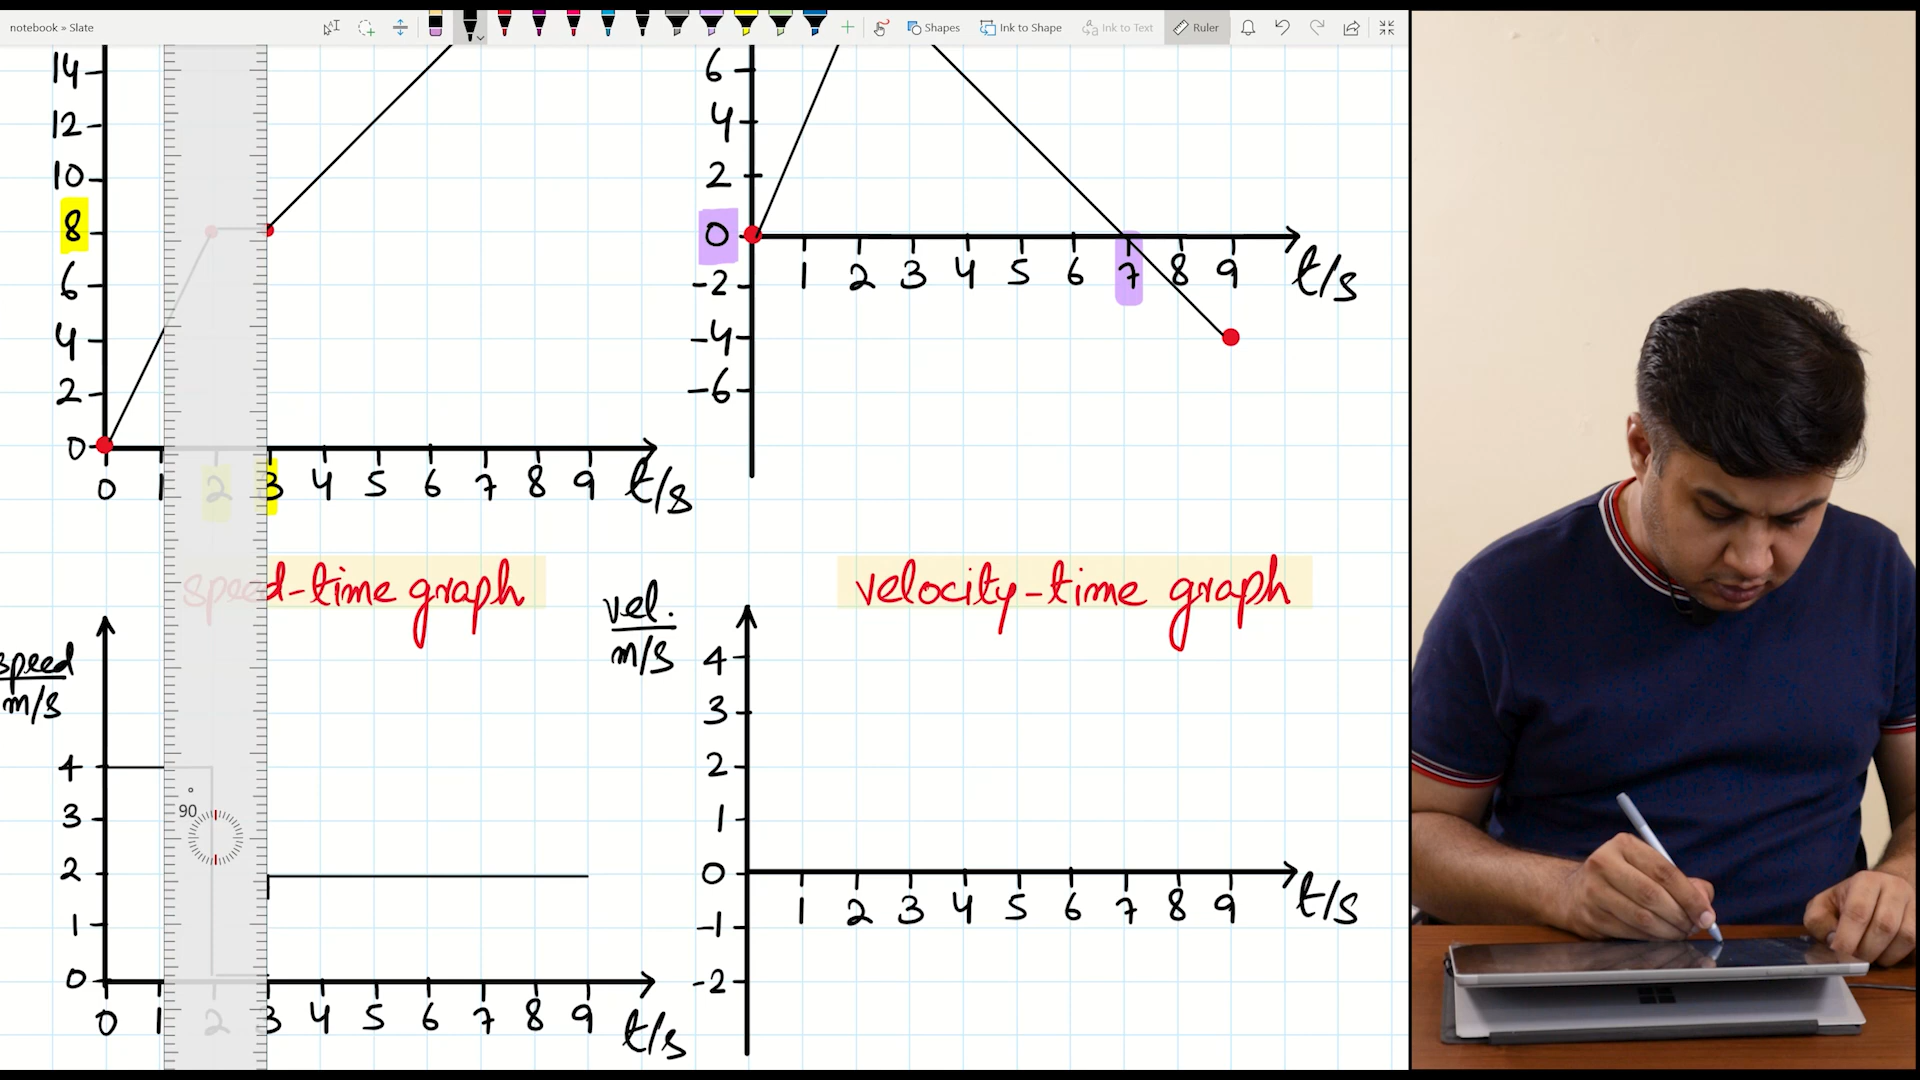 notebook » Slate
Shapes
Ink to Shape
Ink to Text
Ruler
14
12
10
8
6
4
2
0
0 1 2 3 4 5 6 7 8 9 t/s
6
4
2
0
-2
-4
-6
1 2 3 4 5 6 7 8 9 t/s
speed-time graph
speed
m/s
4
3
2
1
0
0 1 2 3 4 5 6 7 8 9 t/s
90°
velocity-time graph
vel.
m/s
4
3
2
1
0
-1
-2
1 2 3 4 5 6 7 8 9 t/s